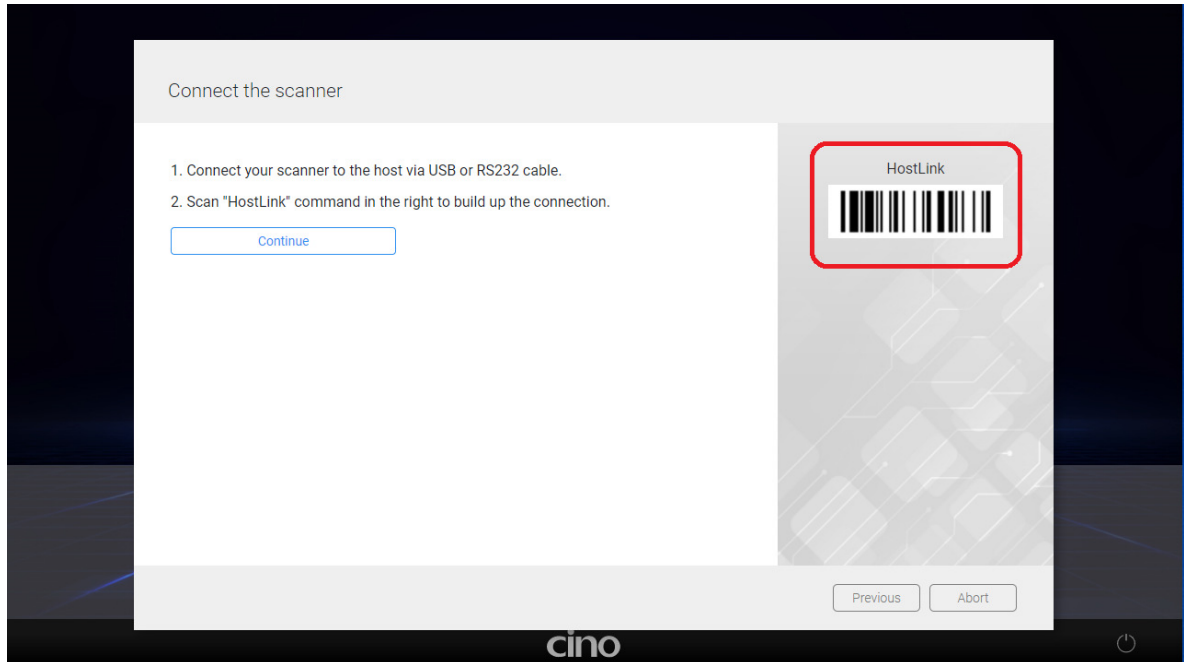 Connect the scanner
1. Connect your scanner to the host via USB or RS232 cable.
2. Scan "HostLink" command in the right to build up the connection.
Continue
HostLink
Previous
Abort
cino